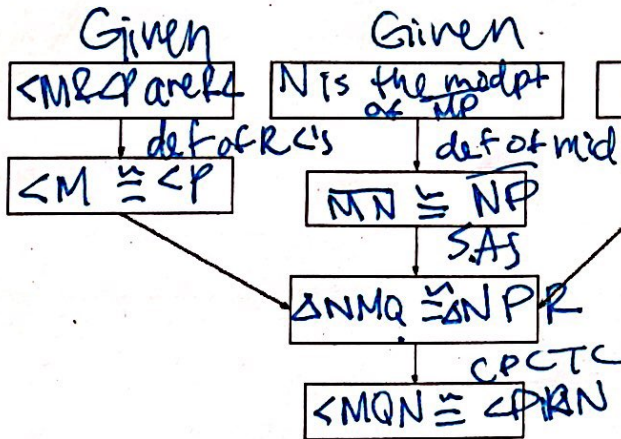 Given
Given
<M&<P are R<
N is the modpt
of MP
def of R<'s
def of mid
<M ≅ <P
MN ≅ NP
SAS
△NMQ ≅ △NPR
CPCTC
<MQN ≅ <PRN